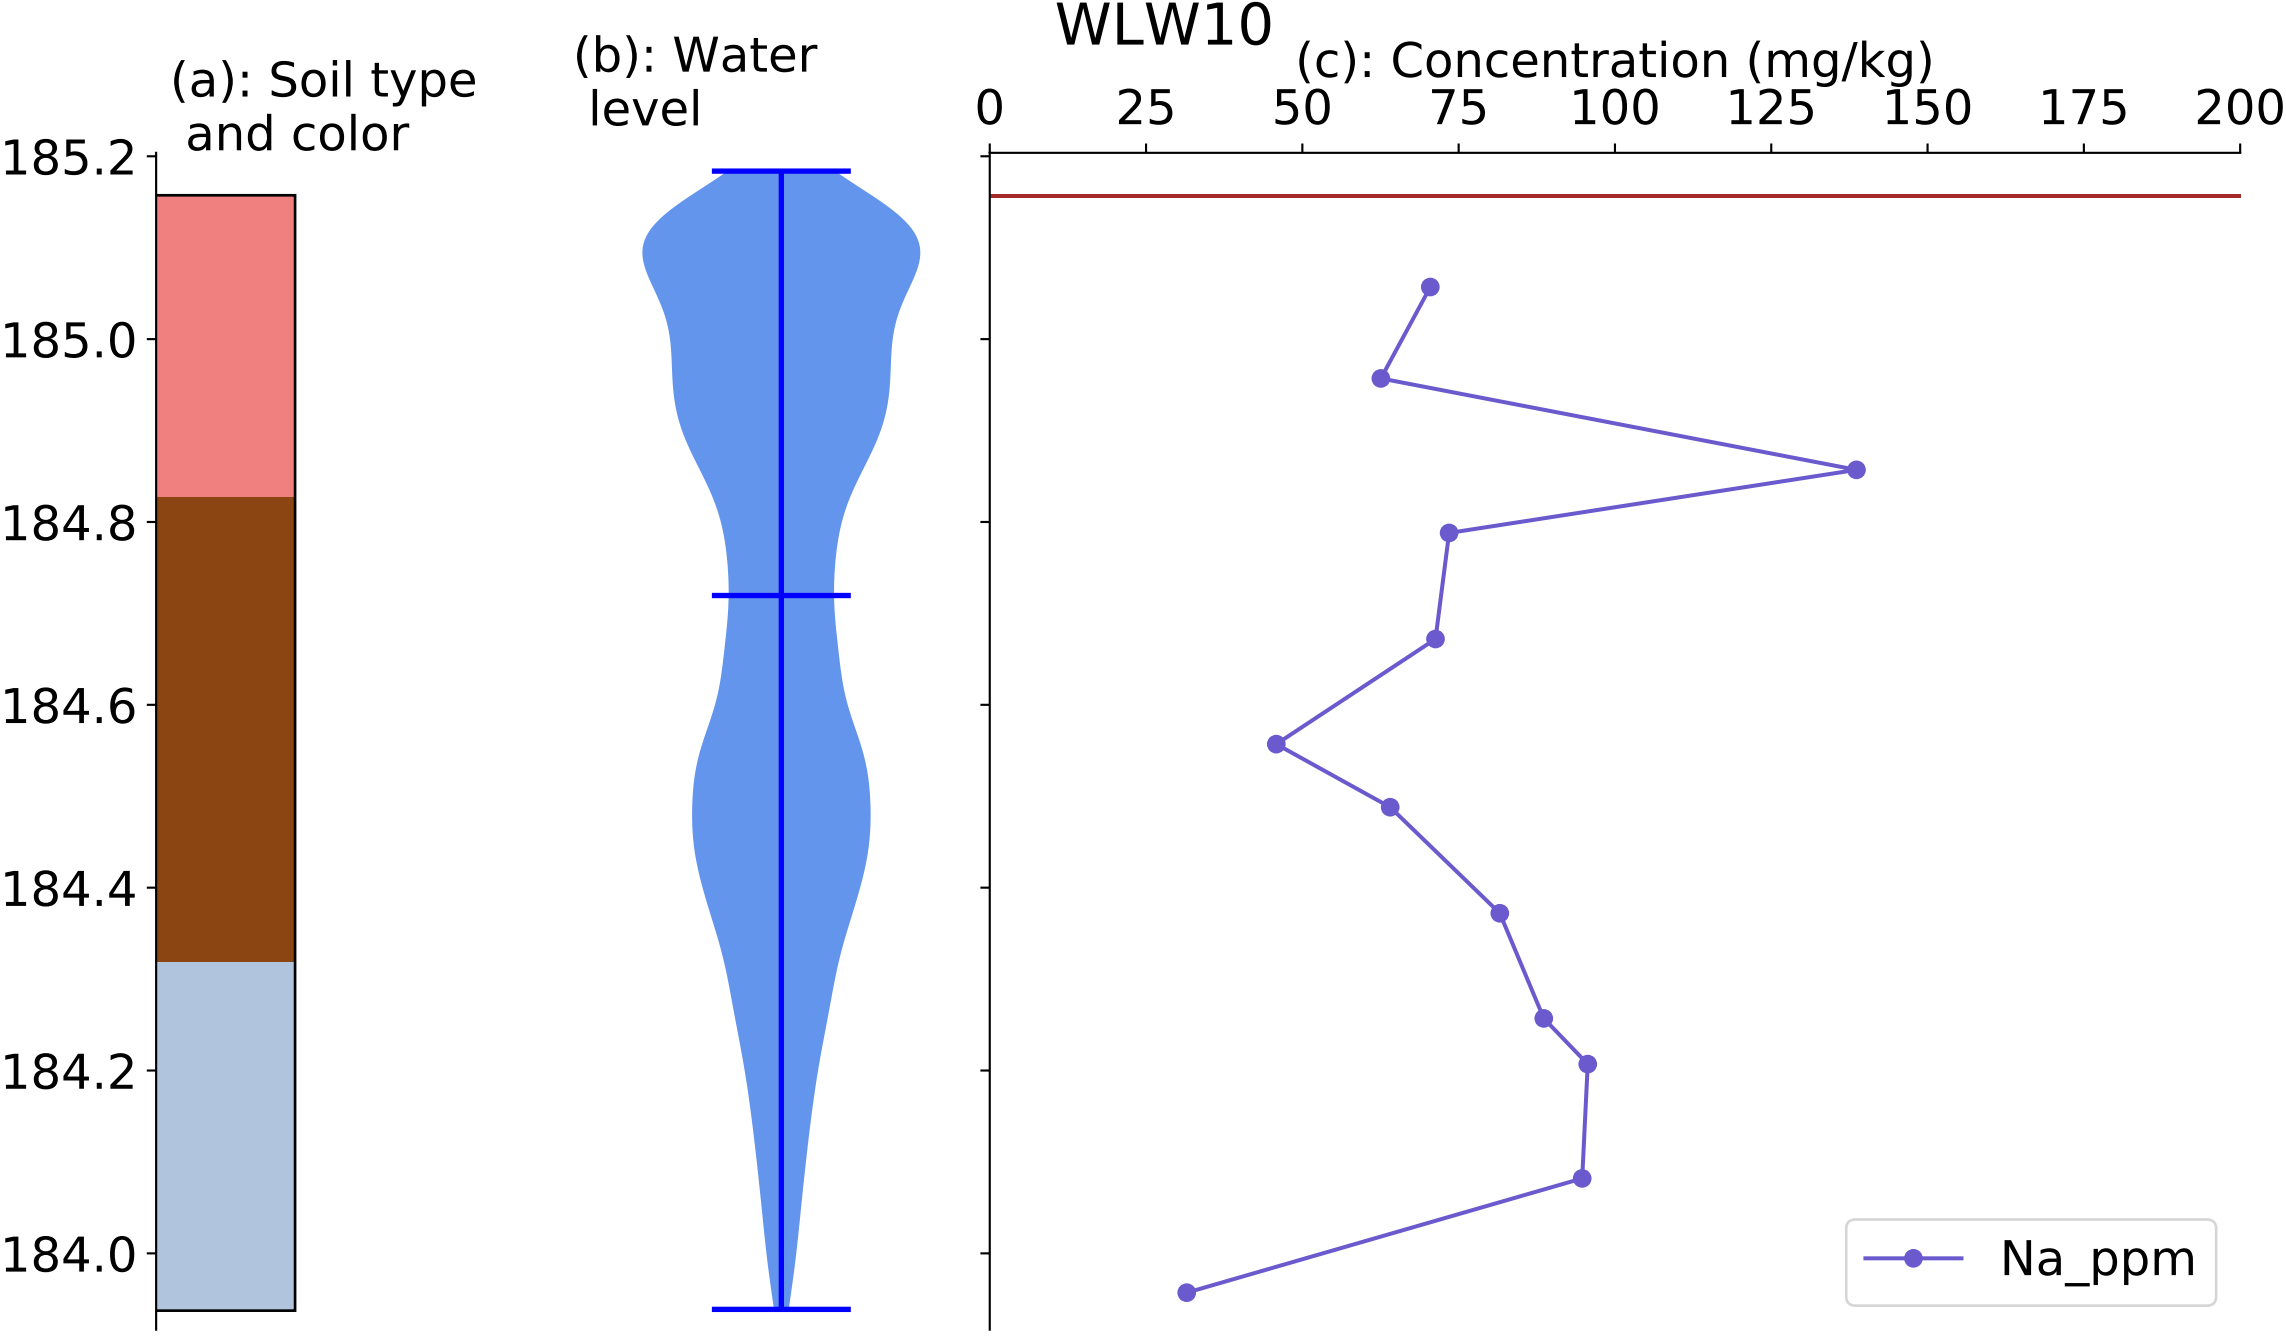 WLW10
(a): Soil type
and color
(b): Water
level
(c): Concentration (mg/kg)
0 25 50 75 100 125 150 175 200
185.2
185.0
184.8
184.6
184.4
184.2
184.0
Na_ppm